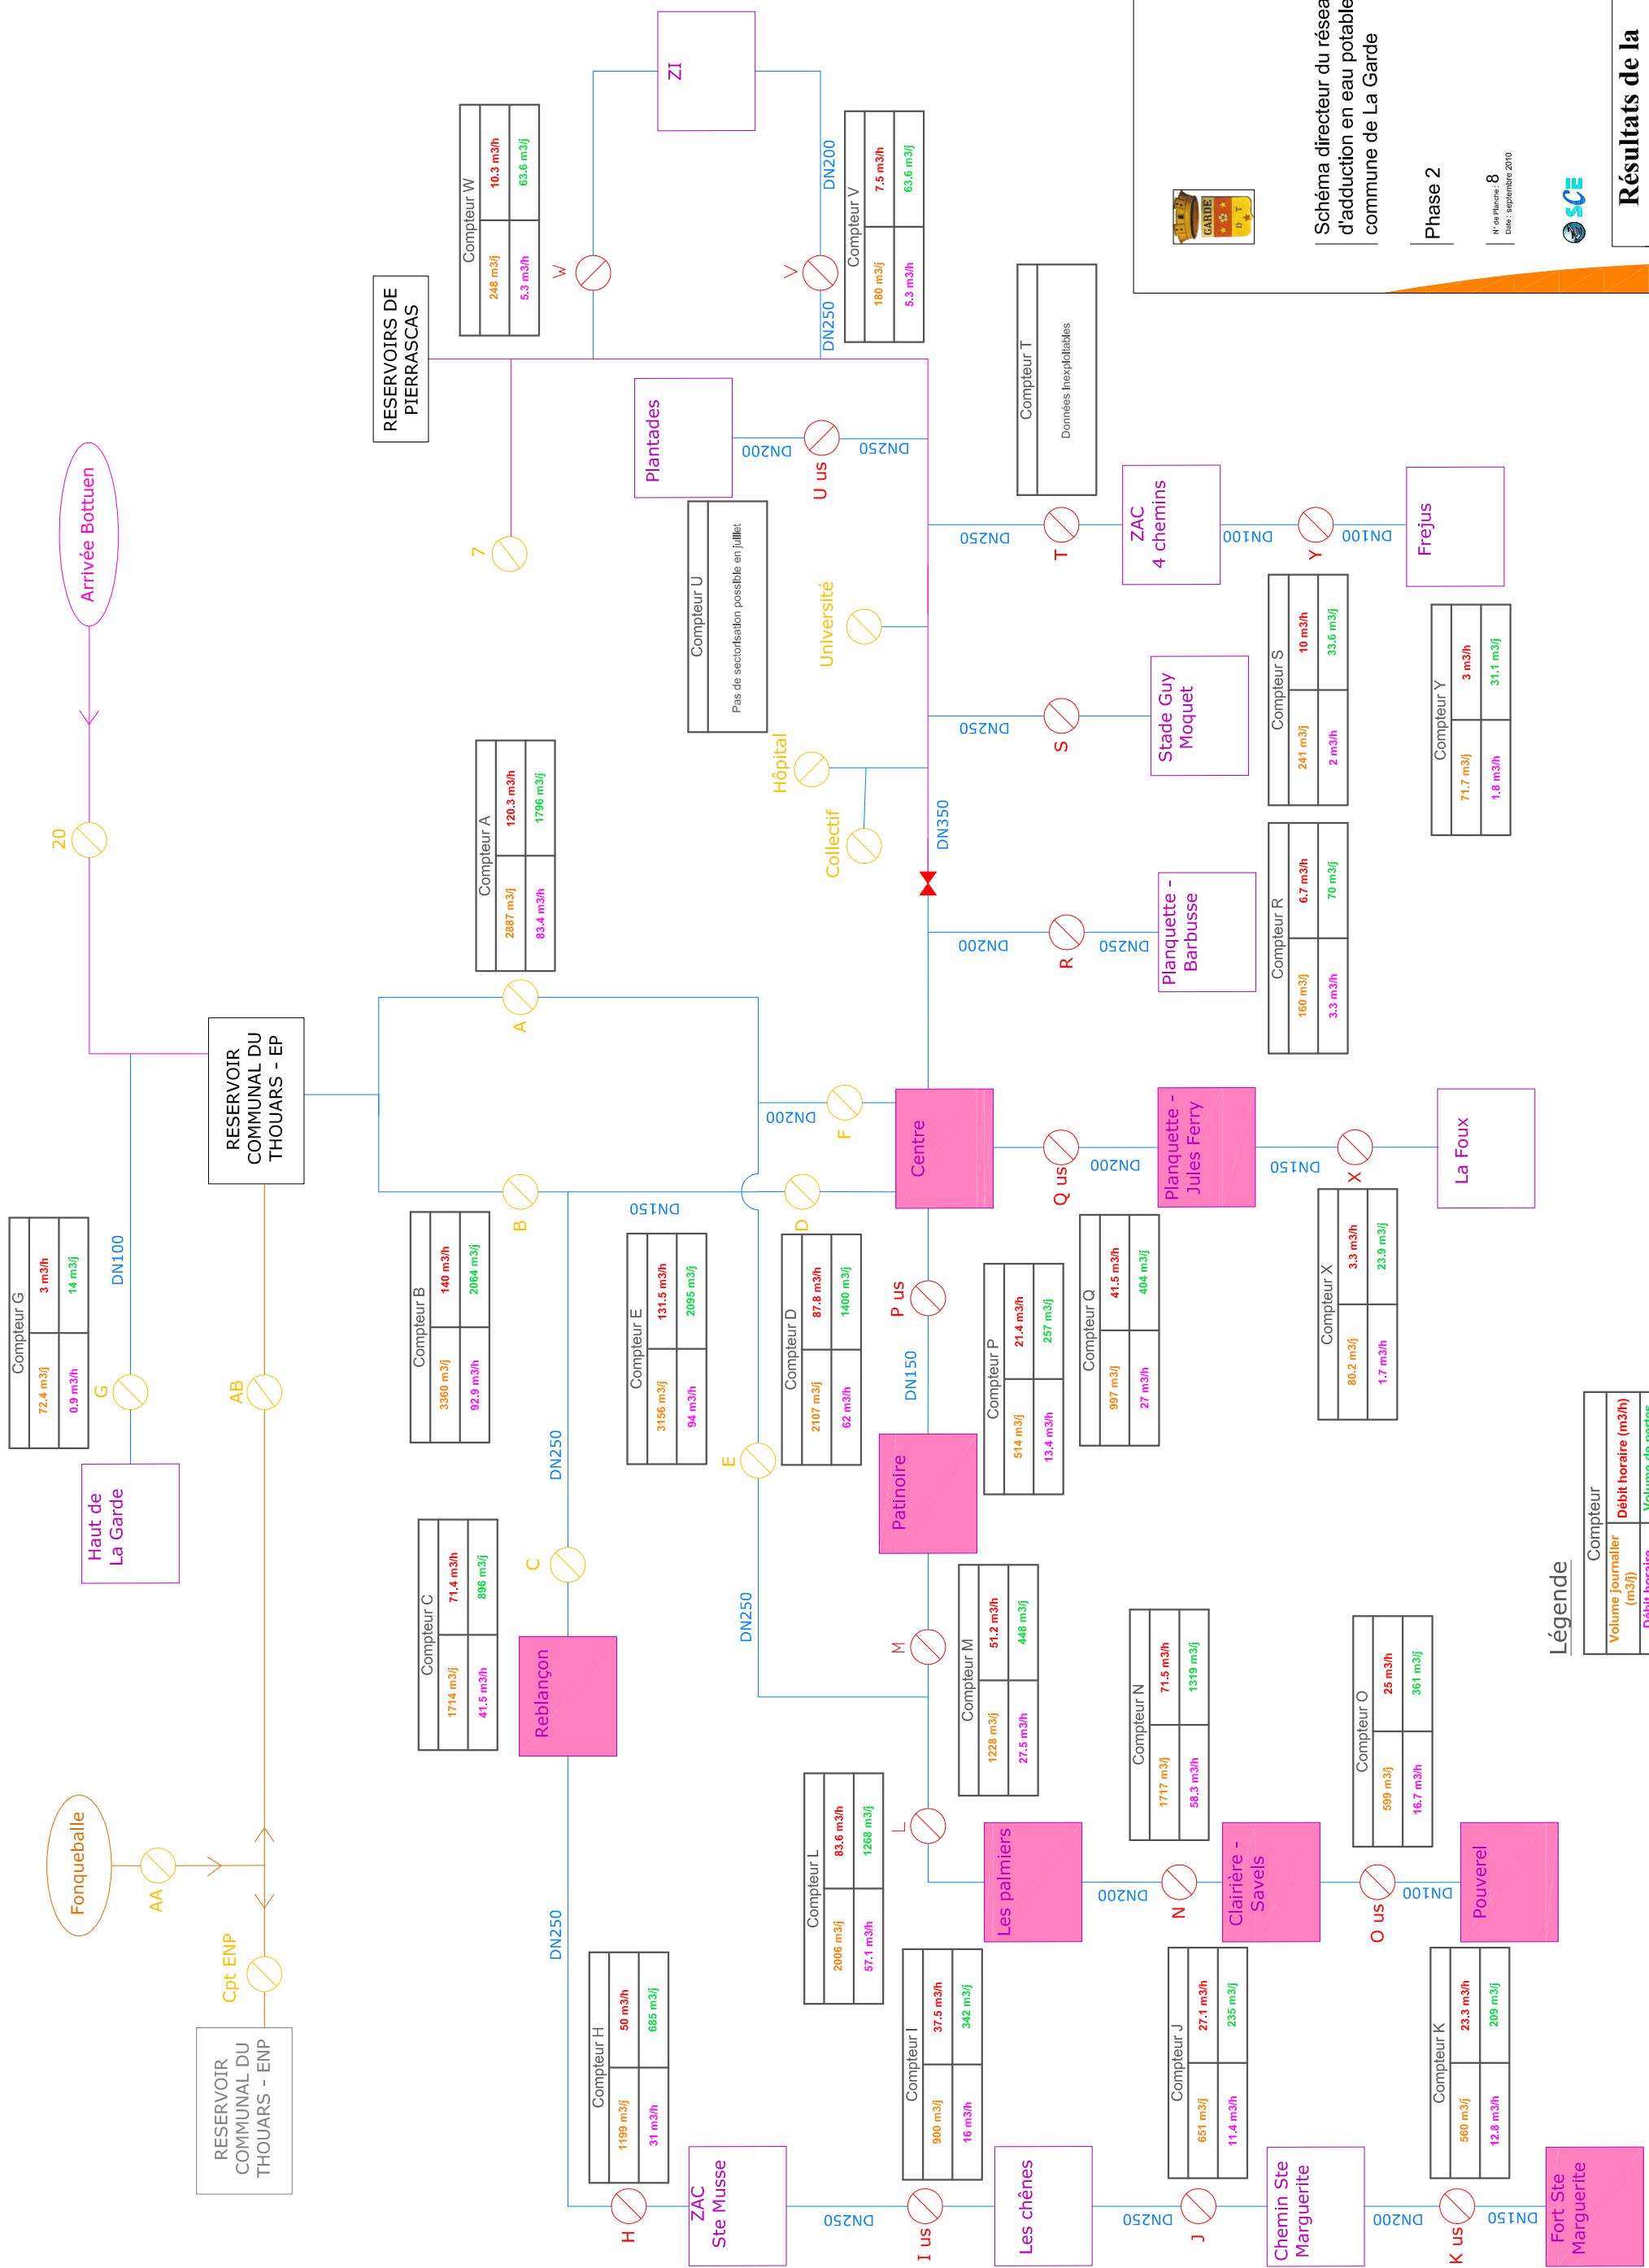 Compteur G
72.4 m3/j
3 m3/h
0.9 m3/h
14 m3/j
G
DN100
Haut de
La Garde
Arrivée Bottuen
20
RESERVOIR
COMMUNAL DU
THOUARS - EP
AB
Fonqueballe
AA
Cpt ENP
RESERVOIR
COMMUNAL DU
THOUARS - ENP
RESERVOIRS DE
PIERRASCAS
7
Compteur W
248 m3/j
10.3 m3/h
5.3 m3/h
63.6 m3/j
W
ZI
DN200
V
DN250
Compteur V
180 m3/j
7.5 m3/h
5.3 m3/h
63.6 m3/j
Compteur A
2887 m3/j
120.3 m3/h
83.4 m3/h
1796 m3/j
A
Compteur B
3360 m3/j
140 m3/h
92.9 m3/h
2064 m3/j
B
DN150
Compteur C
1714 m3/j
71.4 m3/h
41.5 m3/h
896 m3/j
C
DN250
Reblançon
DN250
Compteur E
3156 m3/j
131.5 m3/h
94 m3/h
2095 m3/j
E
DN250
Compteur D
2107 m3/j
87.8 m3/h
62 m3/h
1400 m3/j
D
DN200
F
Centre
Plantades
DN200
U us
DN250
Compteur U
Pas de sectorisation possible en juillet
Université
Hôpital
Collectif
DN350
Compteur T
Données Inexploitables
DN250
T
ZAC
4 chemins
DN100
Y
DN100
Frejus
Compteur Y
71.7 m3/j
3 m3/h
1.8 m3/h
31.1 m3/j
DN250
S
Stade Guy
Moquet
Compteur S
241 m3/j
10 m3/h
2 m3/h
33.6 m3/j
DN200
R
DN250
Planquette -
Barbusse
Compteur R
160 m3/j
6.7 m3/h
3.3 m3/h
70 m3/j
Q us
DN200
Planquette -
Jules Ferry
DN150
X
La Foux
Compteur Q
997 m3/j
41.5 m3/h
27 m3/h
404 m3/j
Compteur X
80.2 m3/j
3.3 m3/h
1.7 m3/h
23.9 m3/j
P us
DN150
Compteur P
514 m3/j
21.4 m3/h
13.4 m3/h
257 m3/j
Patinoire
M
Compteur M
1228 m3/j
51.2 m3/h
27.5 m3/h
448 m3/j
L
Compteur L
2006 m3/j
83.6 m3/h
57.1 m3/h
1268 m3/j
Les palmiers
DN200
N
Compteur N
1717 m3/j
71.5 m3/h
58.3 m3/h
1319 m3/j
Clairière -
Savels
O us
DN100
Compteur O
599 m3/j
25 m3/h
16.7 m3/h
361 m3/j
Pouverel
Compteur H
1199 m3/j
50 m3/h
31 m3/h
685 m3/j
H
ZAC
Ste Musse
DN250
I us
Compteur I
900 m3/j
37.5 m3/h
16 m3/h
342 m3/j
Les chênes
DN250
J
Compteur J
651 m3/j
27.1 m3/h
11.4 m3/h
235 m3/j
Chemin Ste
Marguerite
DN200
K us
DN150
Compteur K
560 m3/j
23.3 m3/h
12.8 m3/h
209 m3/j
Fort Ste
Marguerite
Légende
Compteur
Volume journalier
(m3/j)
Débit horaire (m3/h)
Débit horaire
Volume de pertes
GARDE
D T
Schéma directeur du résea
d'adduction en eau potable
commune de La Garde
Phase 2
N° de Planche : 8
Date : septembre 2010
SCE
Résultats de la